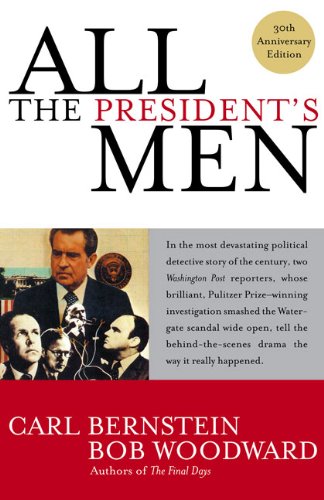 30th
Anniversary
Edition
ALL
THE PRESIDENT'S
MEN
In the most devastating political
detective story of the century, two
Washington Post reporters, whose
brilliant, Pulitzer Prize–winning
investigation smashed the Water-
gate scandal wide open, tell the
behind-the-scenes drama the
way it really happened.
CARL BERNSTEIN
BOB WOODWARD
Authors of The Final Days